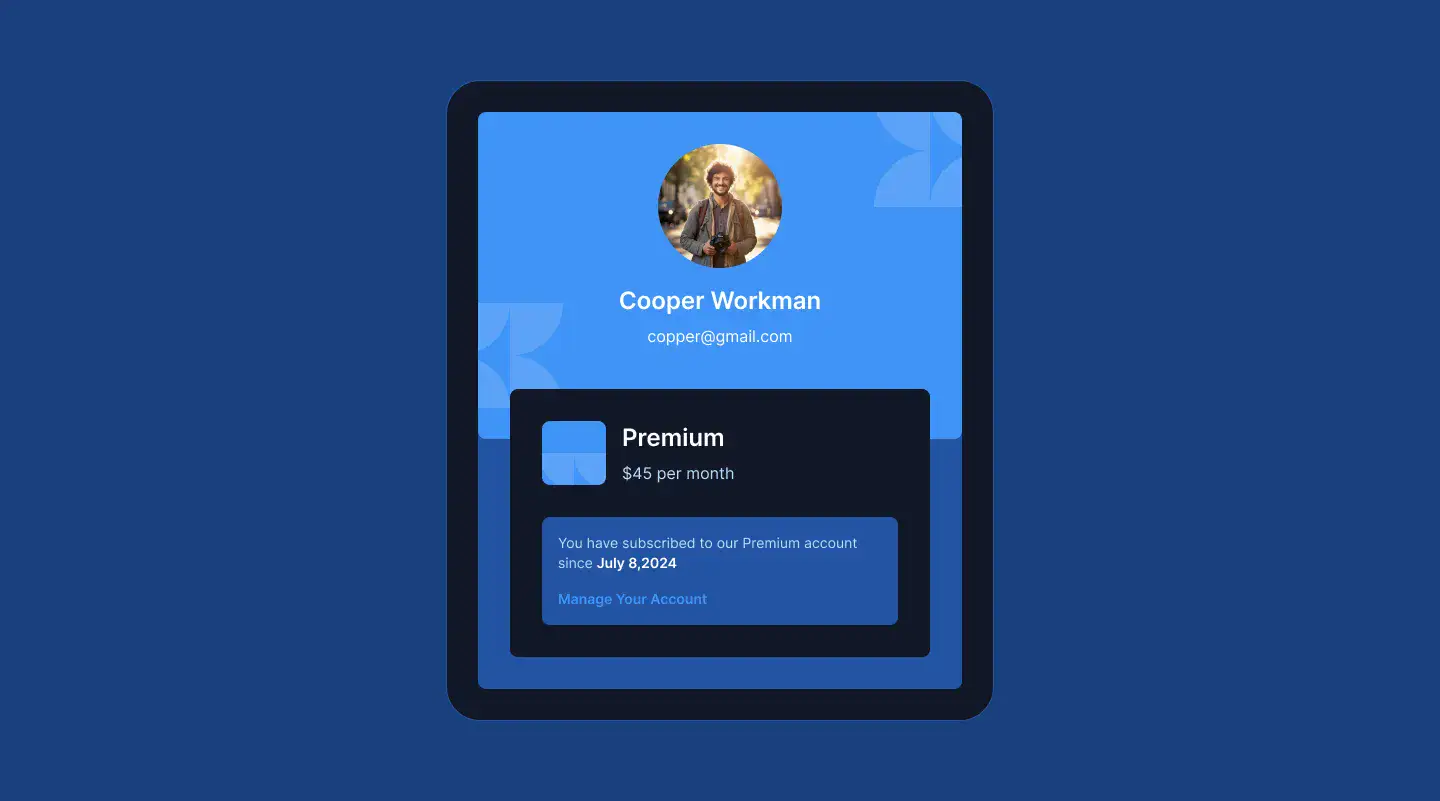 Cooper Workman
copper@gmail.com
Premium
$45 per month
You have subscribed to our Premium account
since July 8,2024
Manage Your Account